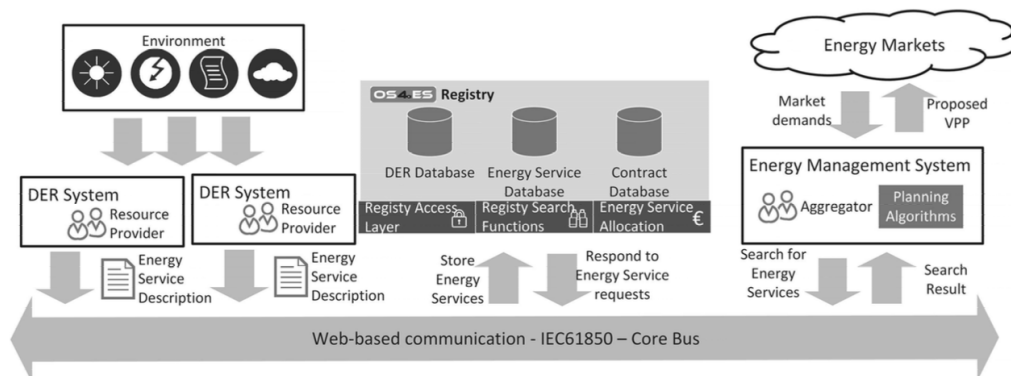 Environment
DER System
Resource
Provider
DER System
Resource
Provider
Energy
Service
Description
Energy
Service
Description
OS4ES Registry
DER Database
Energy Service
Database
Contract
Database
Registy Access
Layer
Registy Search
Functions
Energy Service
Allocation €
Store
Energy
Services
Respond to
Energy Service
requests
Energy Markets
Market
demands
Proposed
VPP
Energy Management System
Aggregator
Planning
Algorithms
Search for
Energy
Services
Search
Result
Web-based communication - IEC61850 – Core Bus